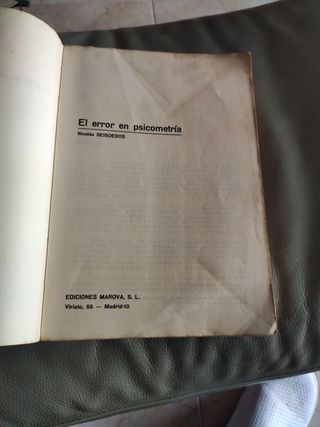 El error en psicometría
Nicolás SEISDEDOS
EDICIONES MAROVA, S. L.
Viriato, 55 — Madrid-10